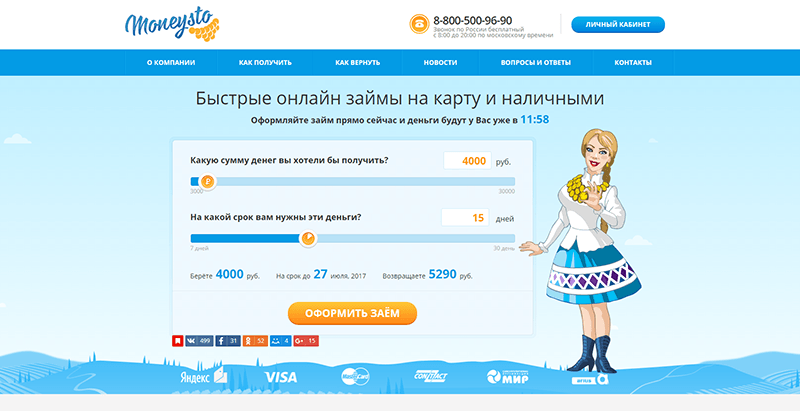 Moneysto
8-800-500-96-90
Звонок по России бесплатный
с 8:00 до 20:00 по московскому времени
ЛИЧНЫЙ КАБИНЕТ
О КОМПАНИИ КАК ПОЛУЧИТЬ КАК ВЕРНУТЬ НОВОСТИ ВОПРОСЫ И ОТВЕТЫ КОНТАКТЫ
Быстрые онлайн займы на карту и наличными
Оформляйте займ прямо сейчас и деньги будут у Вас уже в 11:58
Какую сумму денег вы хотели бы получить? 4000 руб.
3000 30000
На какой срок вам нужны эти деньги? 15 дней
7 дней 30 день
Берёте 4000 руб. На срок до 27 июля, 2017 Возвращаете 5290 руб.
ОФОРМИТЬ ЗАЁМ
499 31 52 4 15
Яндекс VISA MasterCard CONTACT МИР